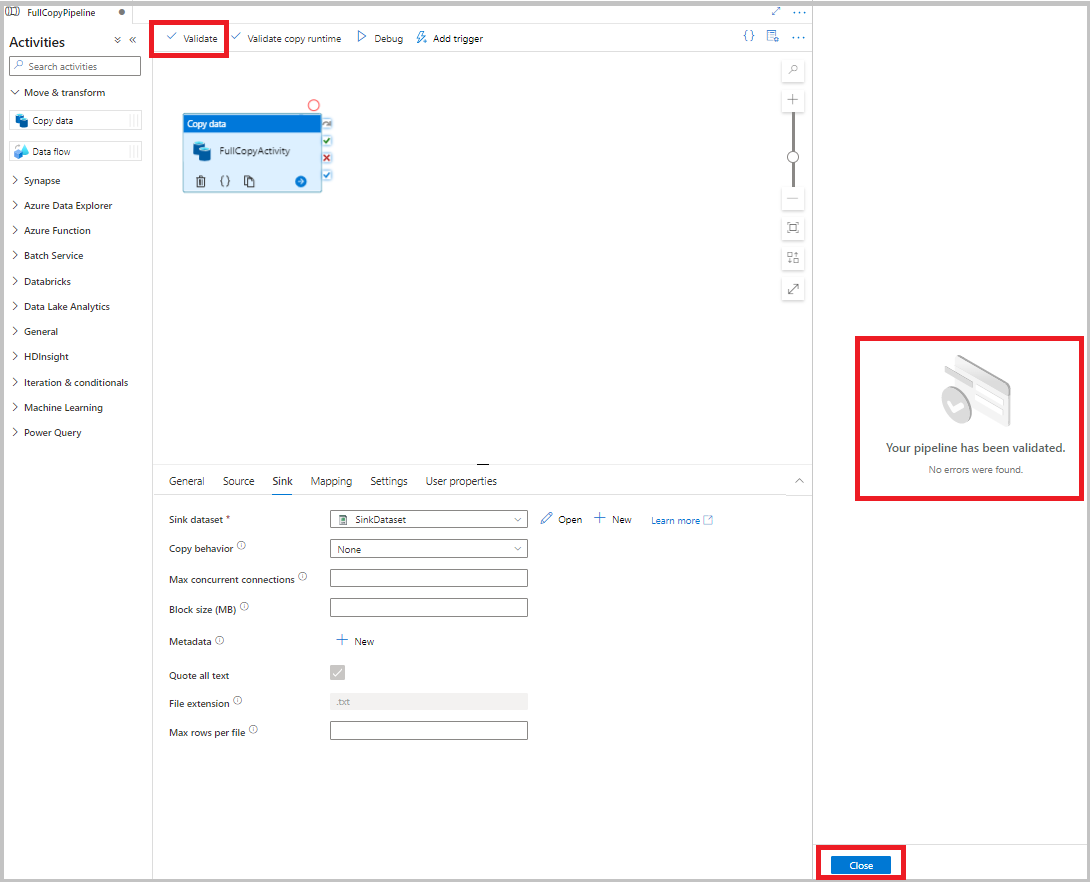 FullCopyPipeline
Activities
Search activities
Move & transform
Copy data
Data flow
Synapse
Azure Data Explorer
Azure Function
Batch Service
Databricks
Data Lake Analytics
General
HDInsight
Iteration & conditionals
Machine Learning
Power Query
Validate
Validate copy runtime
Debug
Add trigger
Copy data
FullCopyActivity
General
Source
Sink
Mapping
Settings
User properties
Sink dataset *
SinkDataset
Open
New
Learn more
Copy behavior
None
Max concurrent connections
Block size (MB)
Metadata
New
Quote all text
File extension
.txt
Max rows per file
Your pipeline has been validated.
No errors were found.
Close